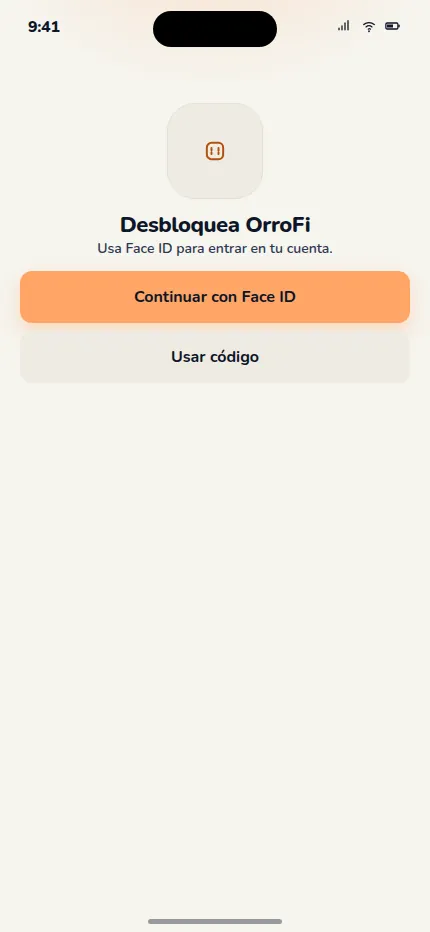 9:41
Desbloquea OrroFi
Usa Face ID para entrar en tu cuenta.
Continuar con Face ID
Usar código